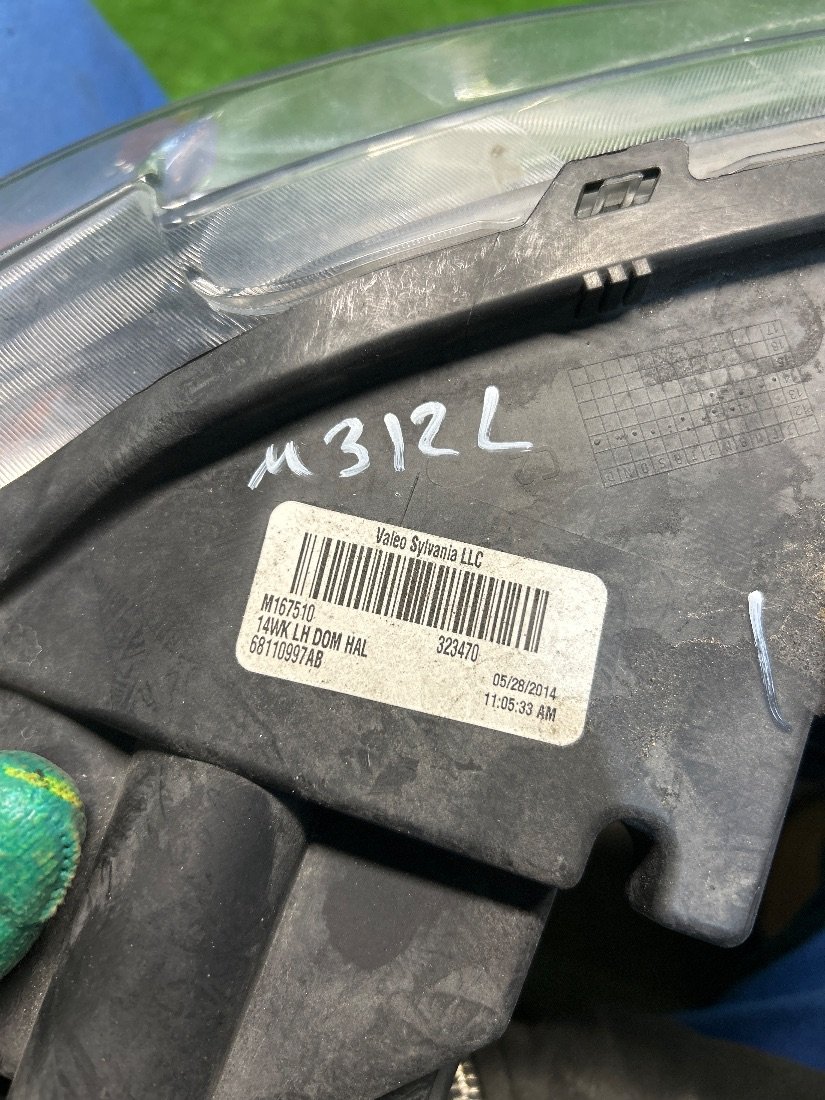 M312L
Valeo Sylvania LLC
M167510 323470
14WK LH DOM HAL
68110997AB
05/28/2014
11:05:33 AM